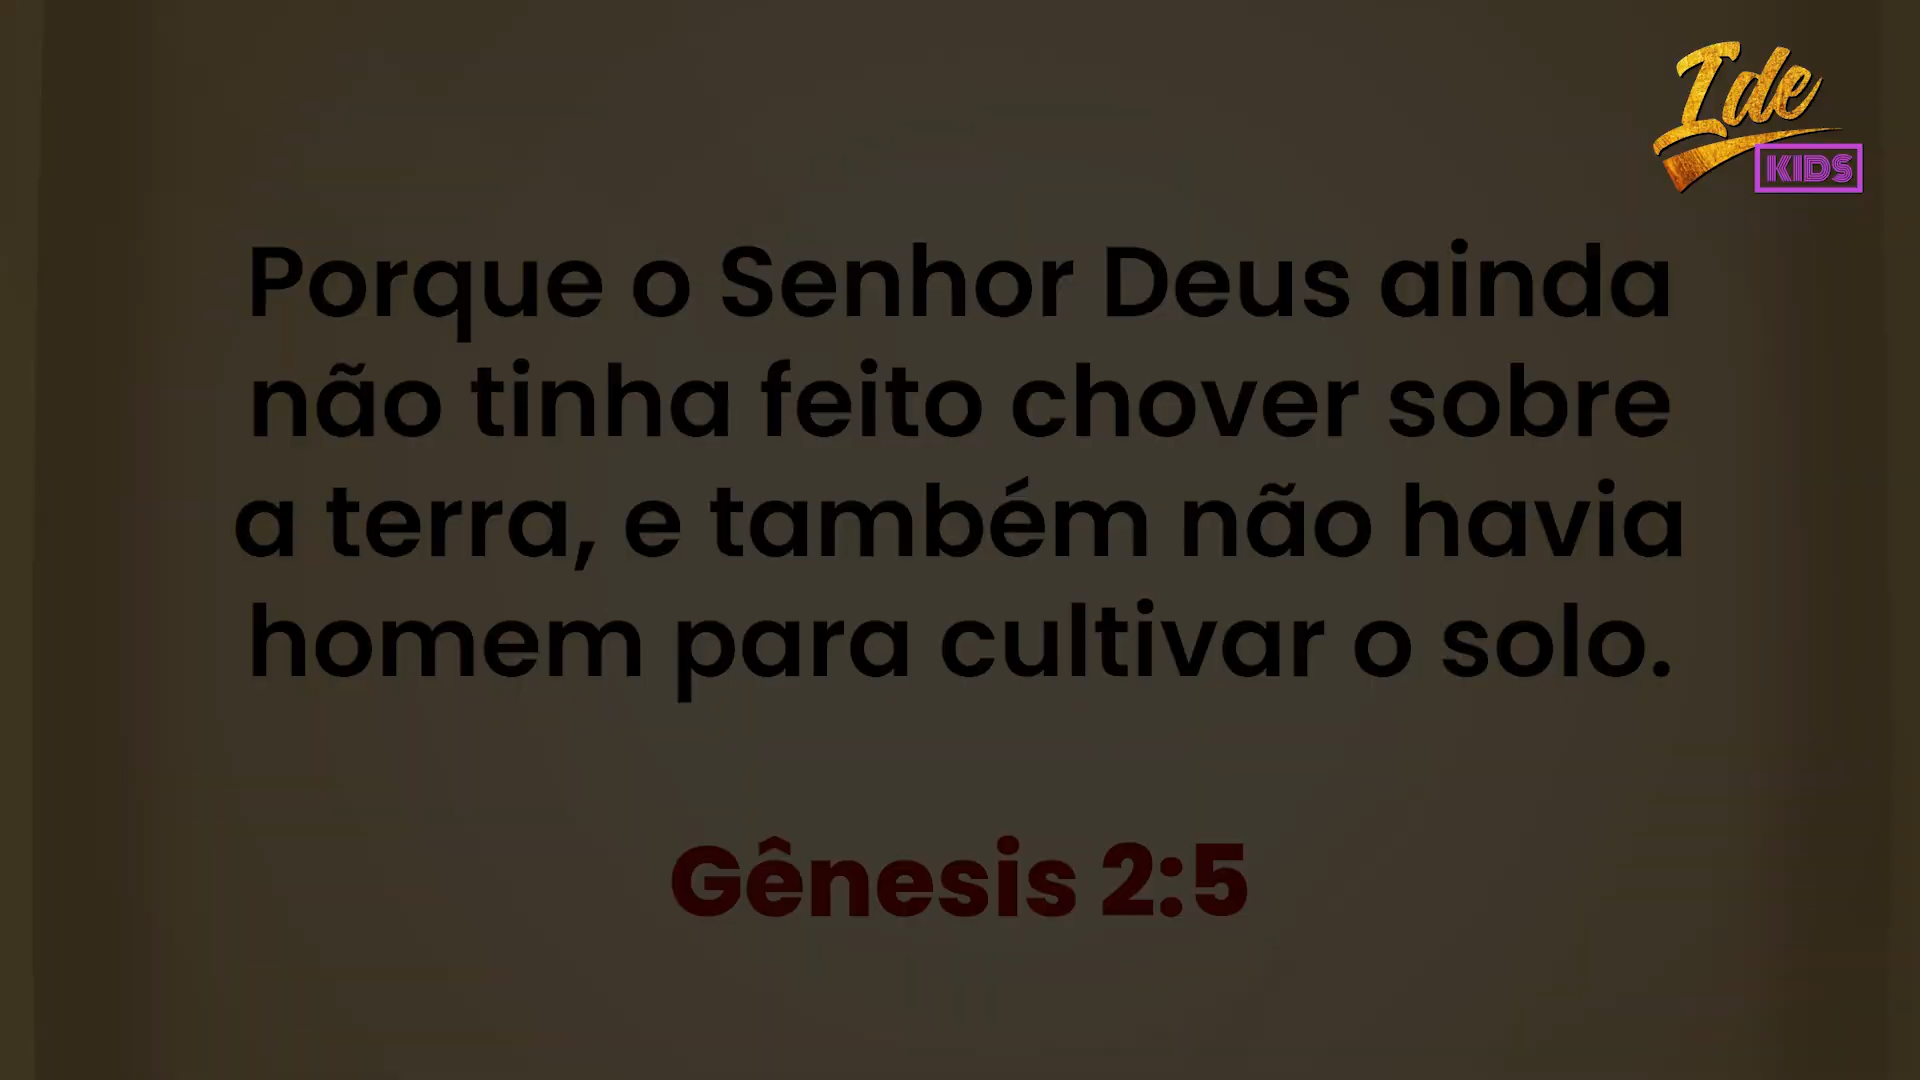 Ide
KIDS
Porque o Senhor Deus ainda
não tinha feito chover sobre
a terra, e também não havia
homem para cultivar o solo.
Gênesis 2:5